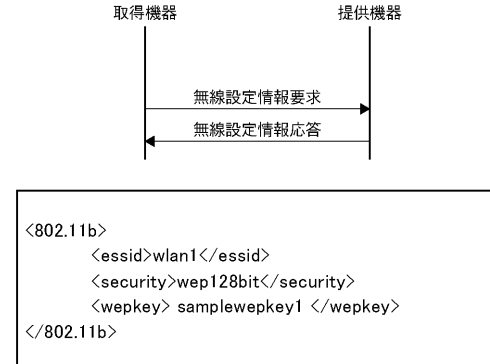 取得機器 提供機器
無線設定情報要求
無線設定情報応答
<802.11b>
<essid>wlan1</essid>
<security>wep128bit</security>
<wepkey> samplewepkey1 </wepkey>
</802.11b>